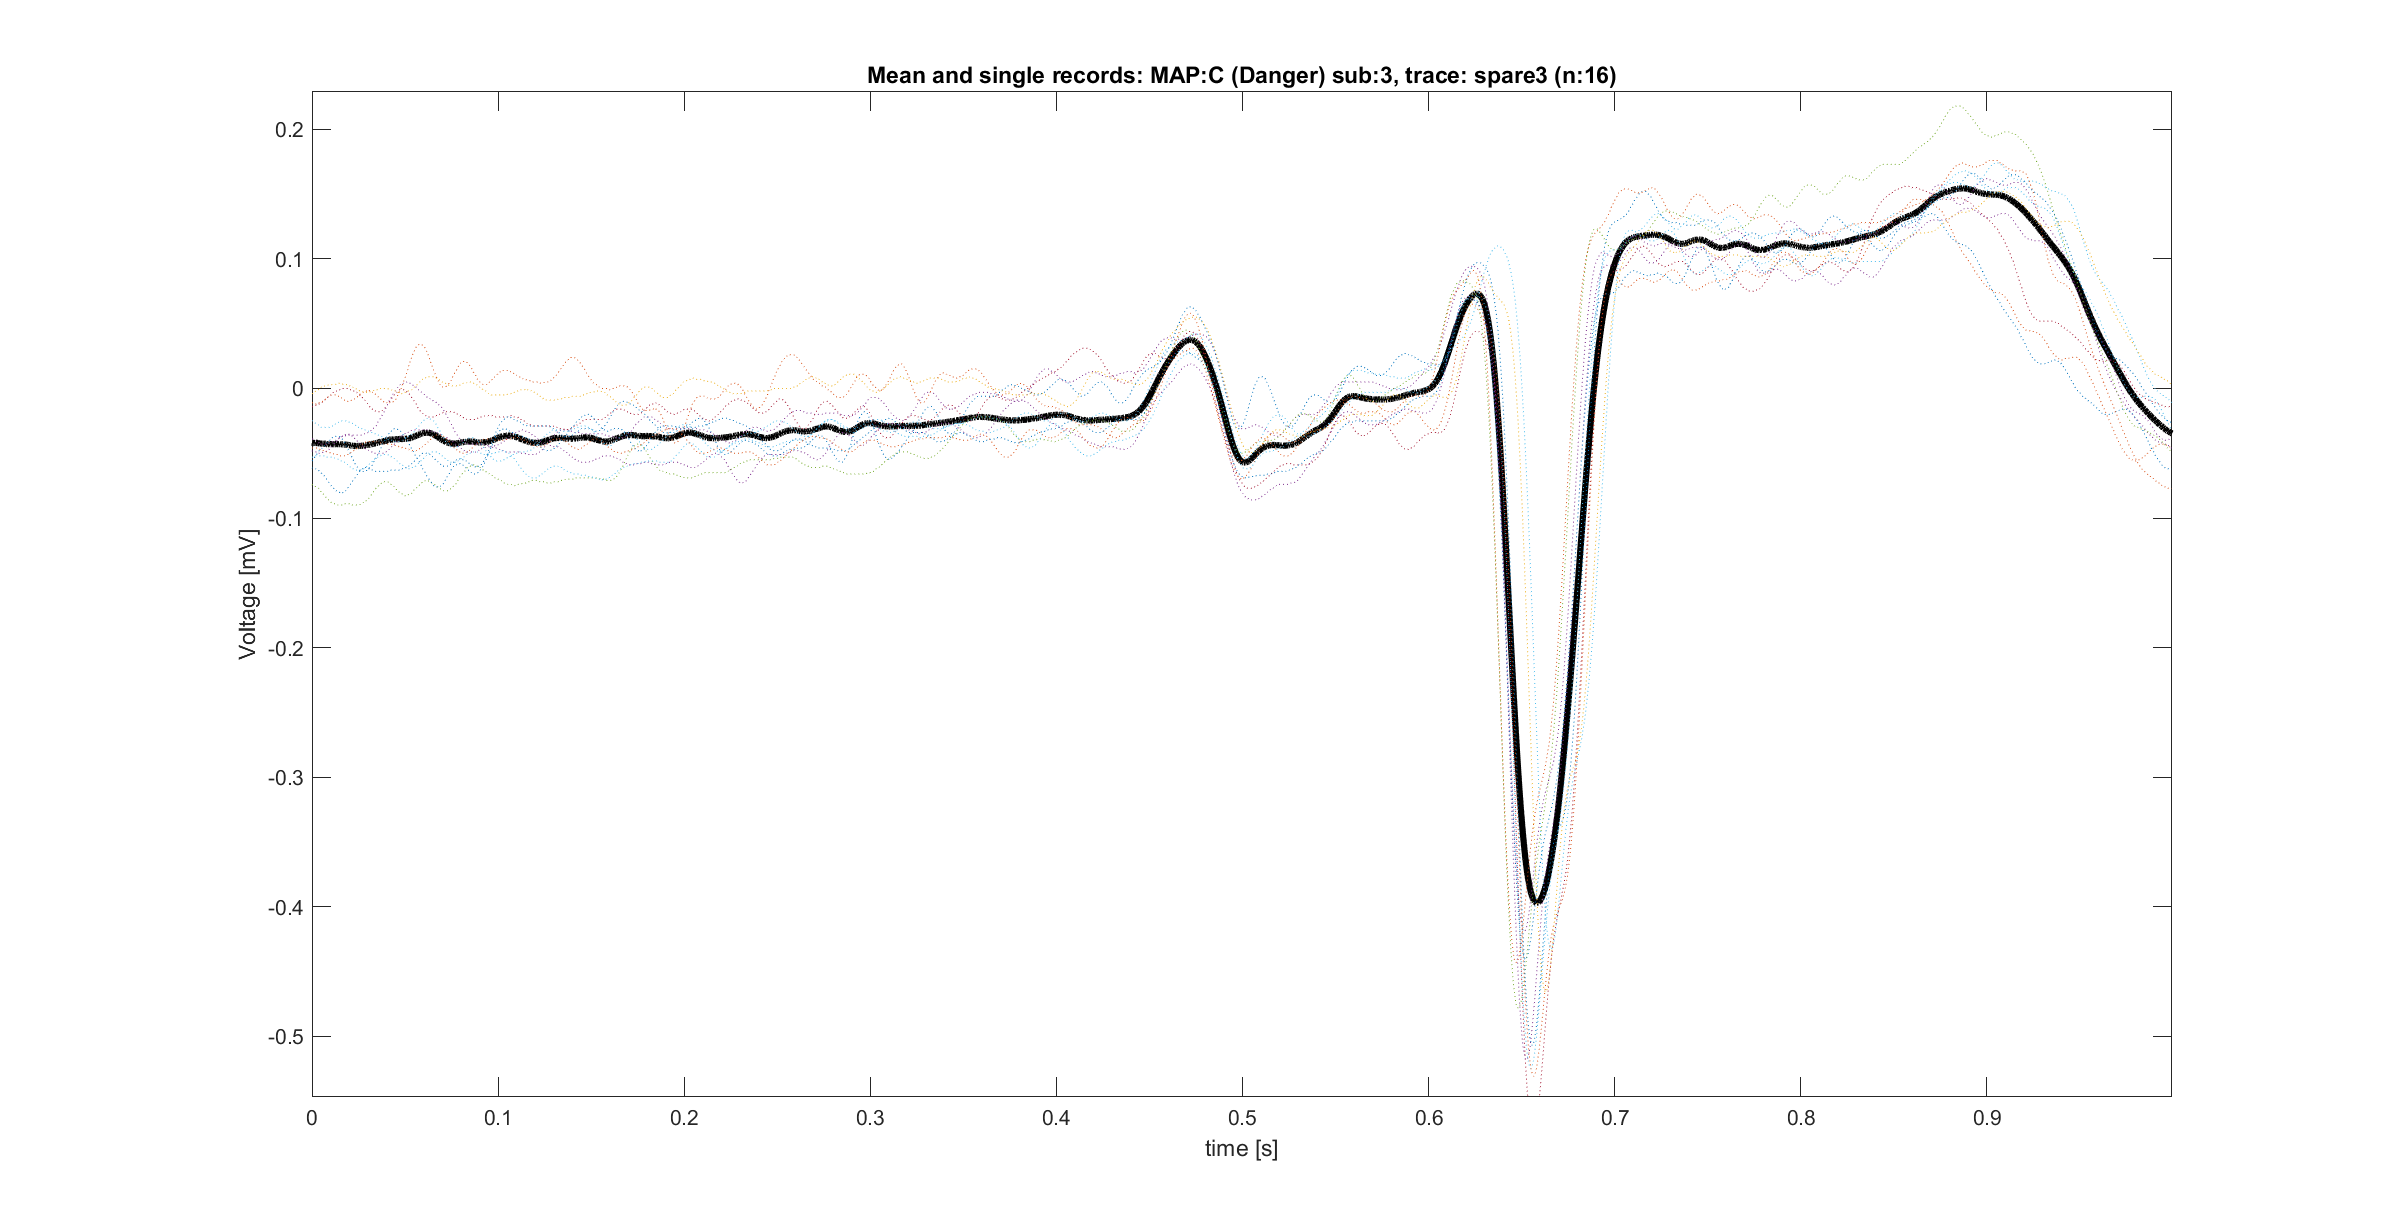 Mean and single records: MAP:C (Danger) sub:3, trace: spare3 (n:16)
0.2
0.1
0
-0.1
-0.2
-0.3
-0.4
-0.5
Voltage [mV]
0 0.1 0.2 0.3 0.4 0.5 0.6 0.7 0.8 0.9
time [s]